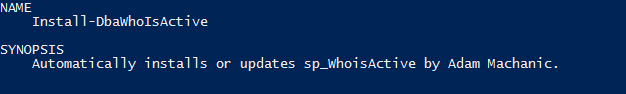 NAME
Install-DbaWhoIsActive
SYNOPSIS
Automatically installs or updates sp_WhoisActive by Adam Machanic.